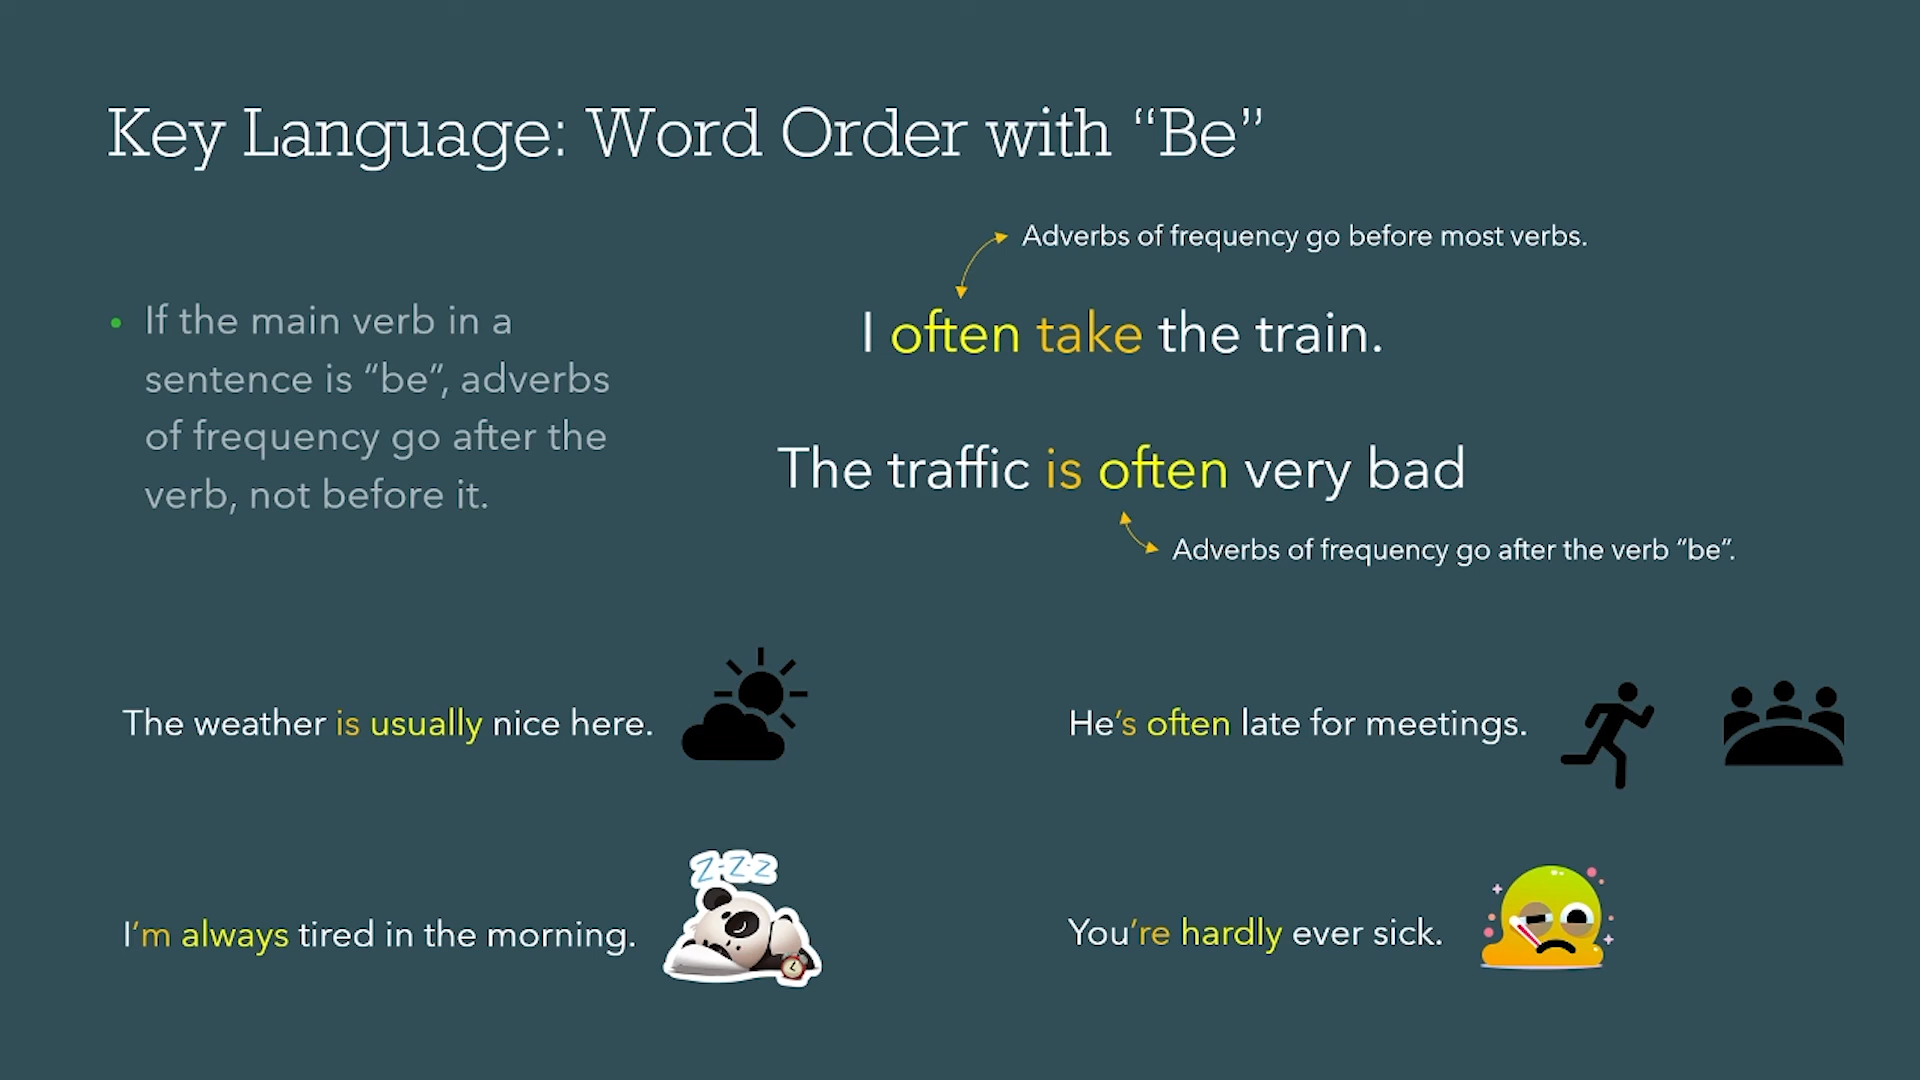 Key Language: Word Order with “Be”
• If the main verb in a
sentence is “be”, adverbs
of frequency go after the
verb, not before it.
Adverbs of frequency go before most verbs.
I often take the train.
The traffic is often very bad
Adverbs of frequency go after the verb “be”.
The weather is usually nice here.
He’s often late for meetings.
Z-Z-Z
I’m always tired in the morning.
You’re hardly ever sick.